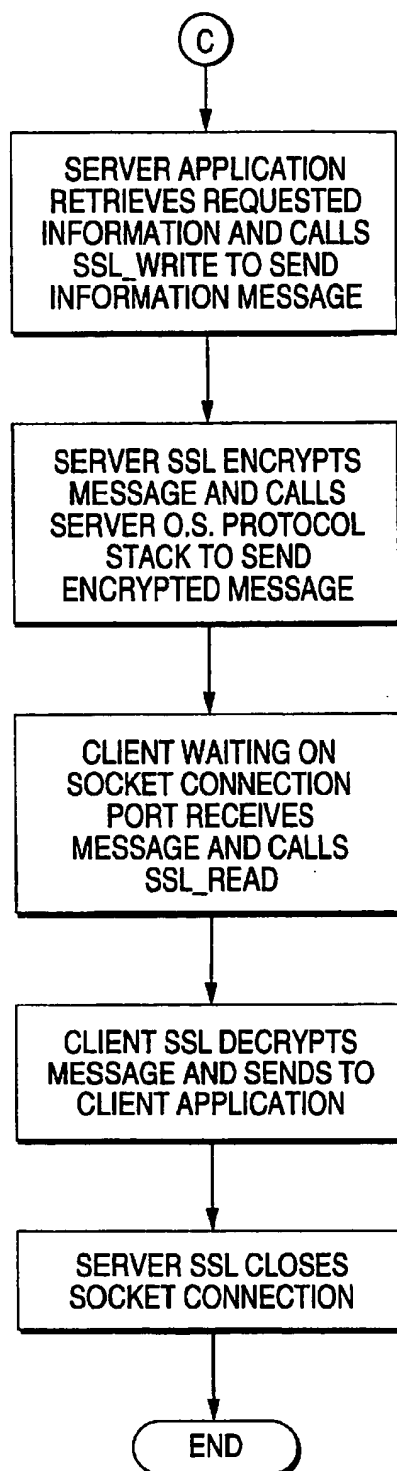 C
SERVER APPLICATION
RETRIEVES REQUESTED
INFORMATION AND CALLS
SSL_WRITE TO SEND
INFORMATION MESSAGE
SERVER SSL ENCRYPTS
MESSAGE AND CALLS
SERVER O.S. PROTOCOL
STACK TO SEND
ENCRYPTED MESSAGE
CLIENT WAITING ON
SOCKET CONNECTION
PORT RECEIVES
MESSAGE AND CALLS
SSL_READ
CLIENT SSL DECRYPTS
MESSAGE AND SENDS TO
CLIENT APPLICATION
SERVER SSL CLOSES
SOCKET CONNECTION
END